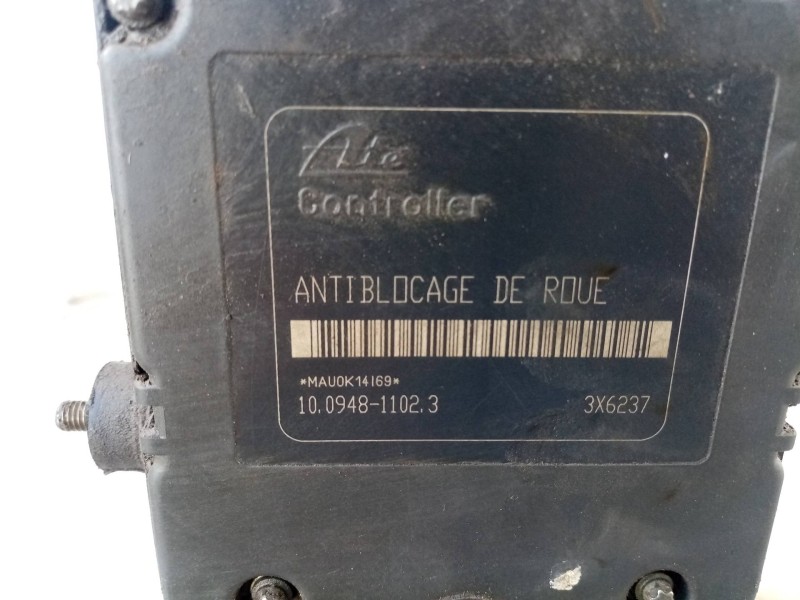 Ate
Controller
ANTIBLOCAGE DE ROUE
*MAU0K14169*
10.0948-1102.3 3X6237